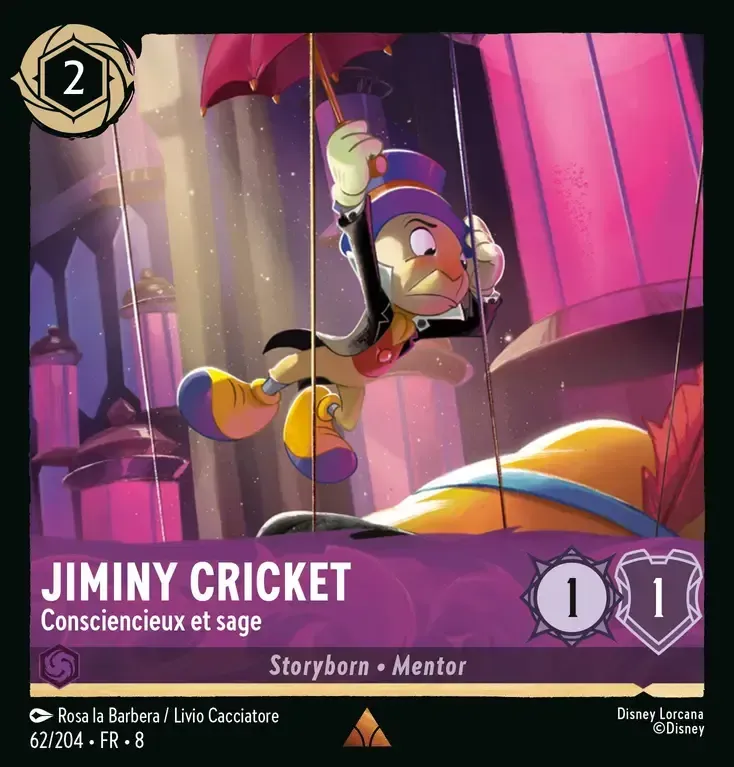 2
JIMINY CRICKET
Consciencieux et sage
1 1
Storyborn • Mentor
Rosa la Barbera / Livio Cacciatore
62/204 • FR • 8
Disney Lorcana
©Disney